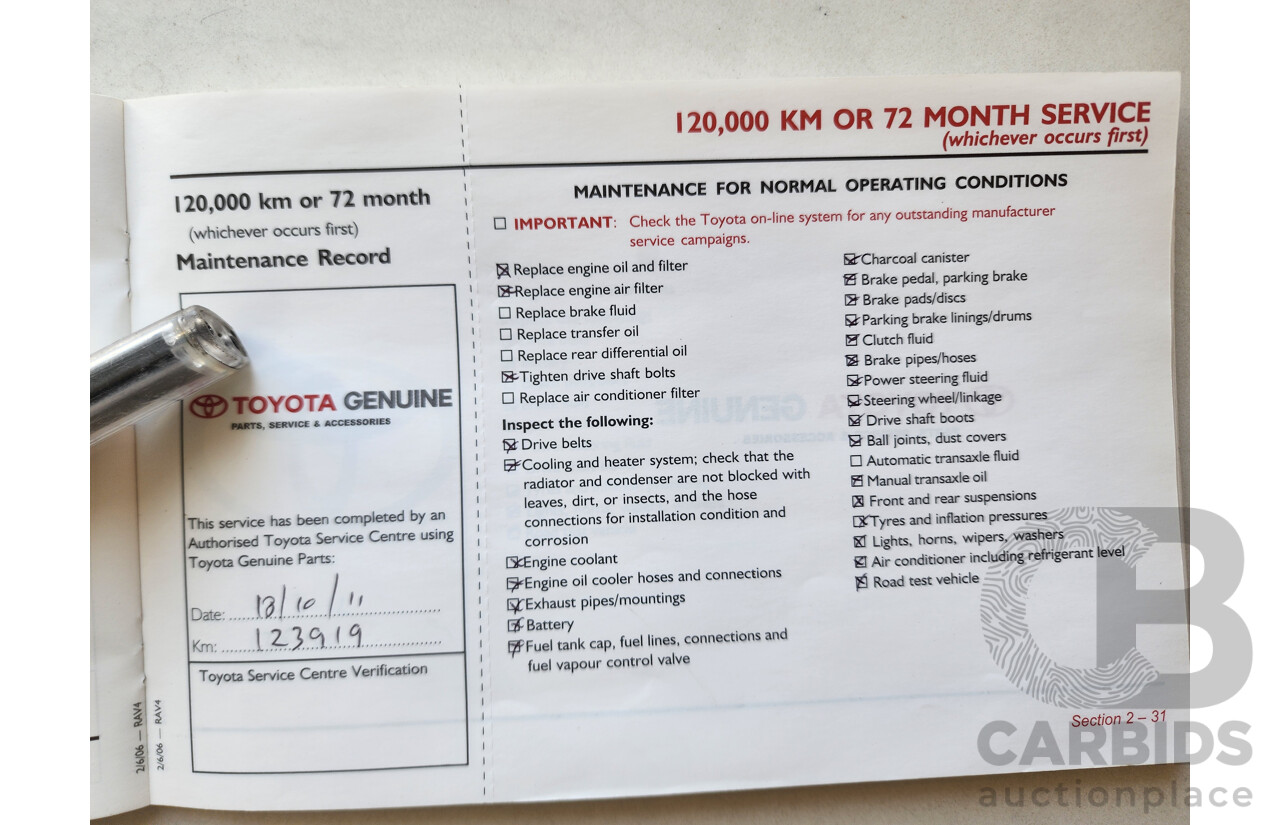 120,000 KM OR 72 MONTH SERVICE
(whichever occurs first)
120,000 km or 72 month
(whichever occurs first)
Maintenance Record
TOYOTA GENUINE
PARTS, SERVICE & ACCESSORIES
This service has been completed by an
Authorised Toyota Service Centre using
Toyota Genuine Parts:
Date: 13/10/11
Km: 123919
Toyota Service Centre Verification
2/6/06 — RAV4
2/6/06 — RAV4
MAINTENANCE FOR NORMAL OPERATING CONDITIONS
IMPORTANT: Check the Toyota on-line system for any outstanding manufacturer
service campaigns.
Replace engine oil and filter
Replace engine air filter
Replace brake fluid
Replace transfer oil
Replace rear differential oil
Tighten drive shaft bolts
Replace air conditioner filter
Inspect the following:
Drive belts
Cooling and heater system; check that the
radiator and condenser are not blocked with
leaves, dirt, or insects, and the hose
connections for installation condition and
corrosion
Engine coolant
Engine oil cooler hoses and connections
Exhaust pipes/mountings
Battery
Fuel tank cap, fuel lines, connections and
fuel vapour control valve
Charcoal canister
Brake pedal, parking brake
Brake pads/discs
Parking brake linings/drums
Clutch fluid
Brake pipes/hoses
Power steering fluid
Steering wheel/linkage
Drive shaft boots
Ball joints, dust covers
Automatic transaxle fluid
Manual transaxle oil
Front and rear suspensions
Tyres and inflation pressures
Lights, horns, wipers, washers
Air conditioner including refrigerant level
Road test vehicle
Section 2 – 31
CB
CARBIDS
auctionplace